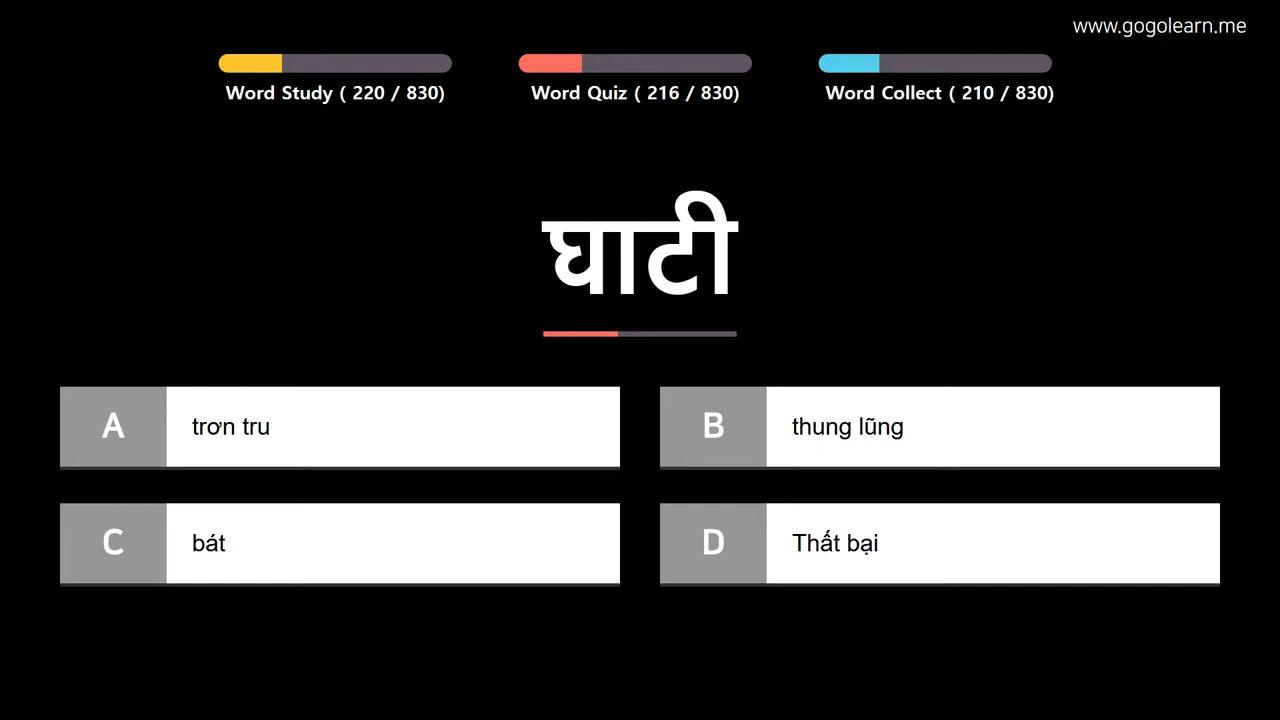 www.gogolearn.me
Word Study ( 220 / 830)
Word Quiz ( 216 / 830)
Word Collect ( 210 / 830)
घाटी
A
trơn tru
B
thung lũng
C
bát
D
Thất bại